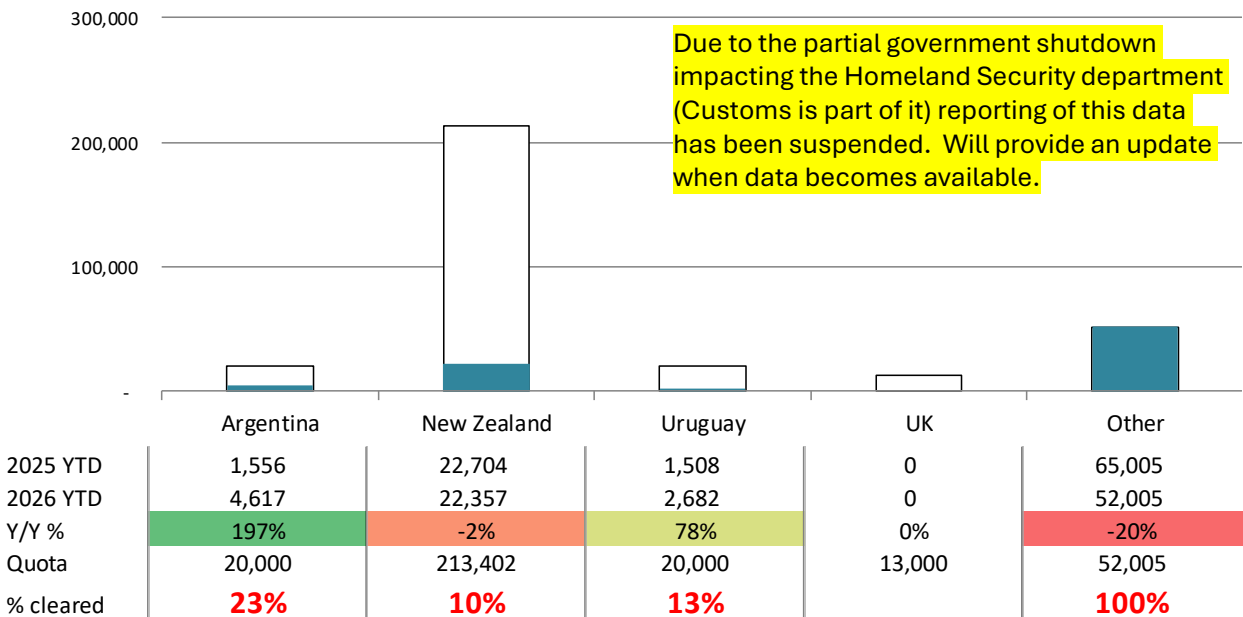 300,000
Due to the partial government shutdown
impacting the Homeland Security department
(Customs is part of it) reporting of this data
has been suspended.  Will provide an update
when data becomes available.
200,000
100,000
-
Argentina New Zealand Uruguay UK Other
2025 YTD 1,556 22,704 1,508 0 65,005
2026 YTD 4,617 22,357 2,682 0 52,005
Y/Y % 197% -2% 78% 0% -20%
Quota 20,000 213,402 20,000 13,000 52,005
% cleared 23% 10% 13% 100%